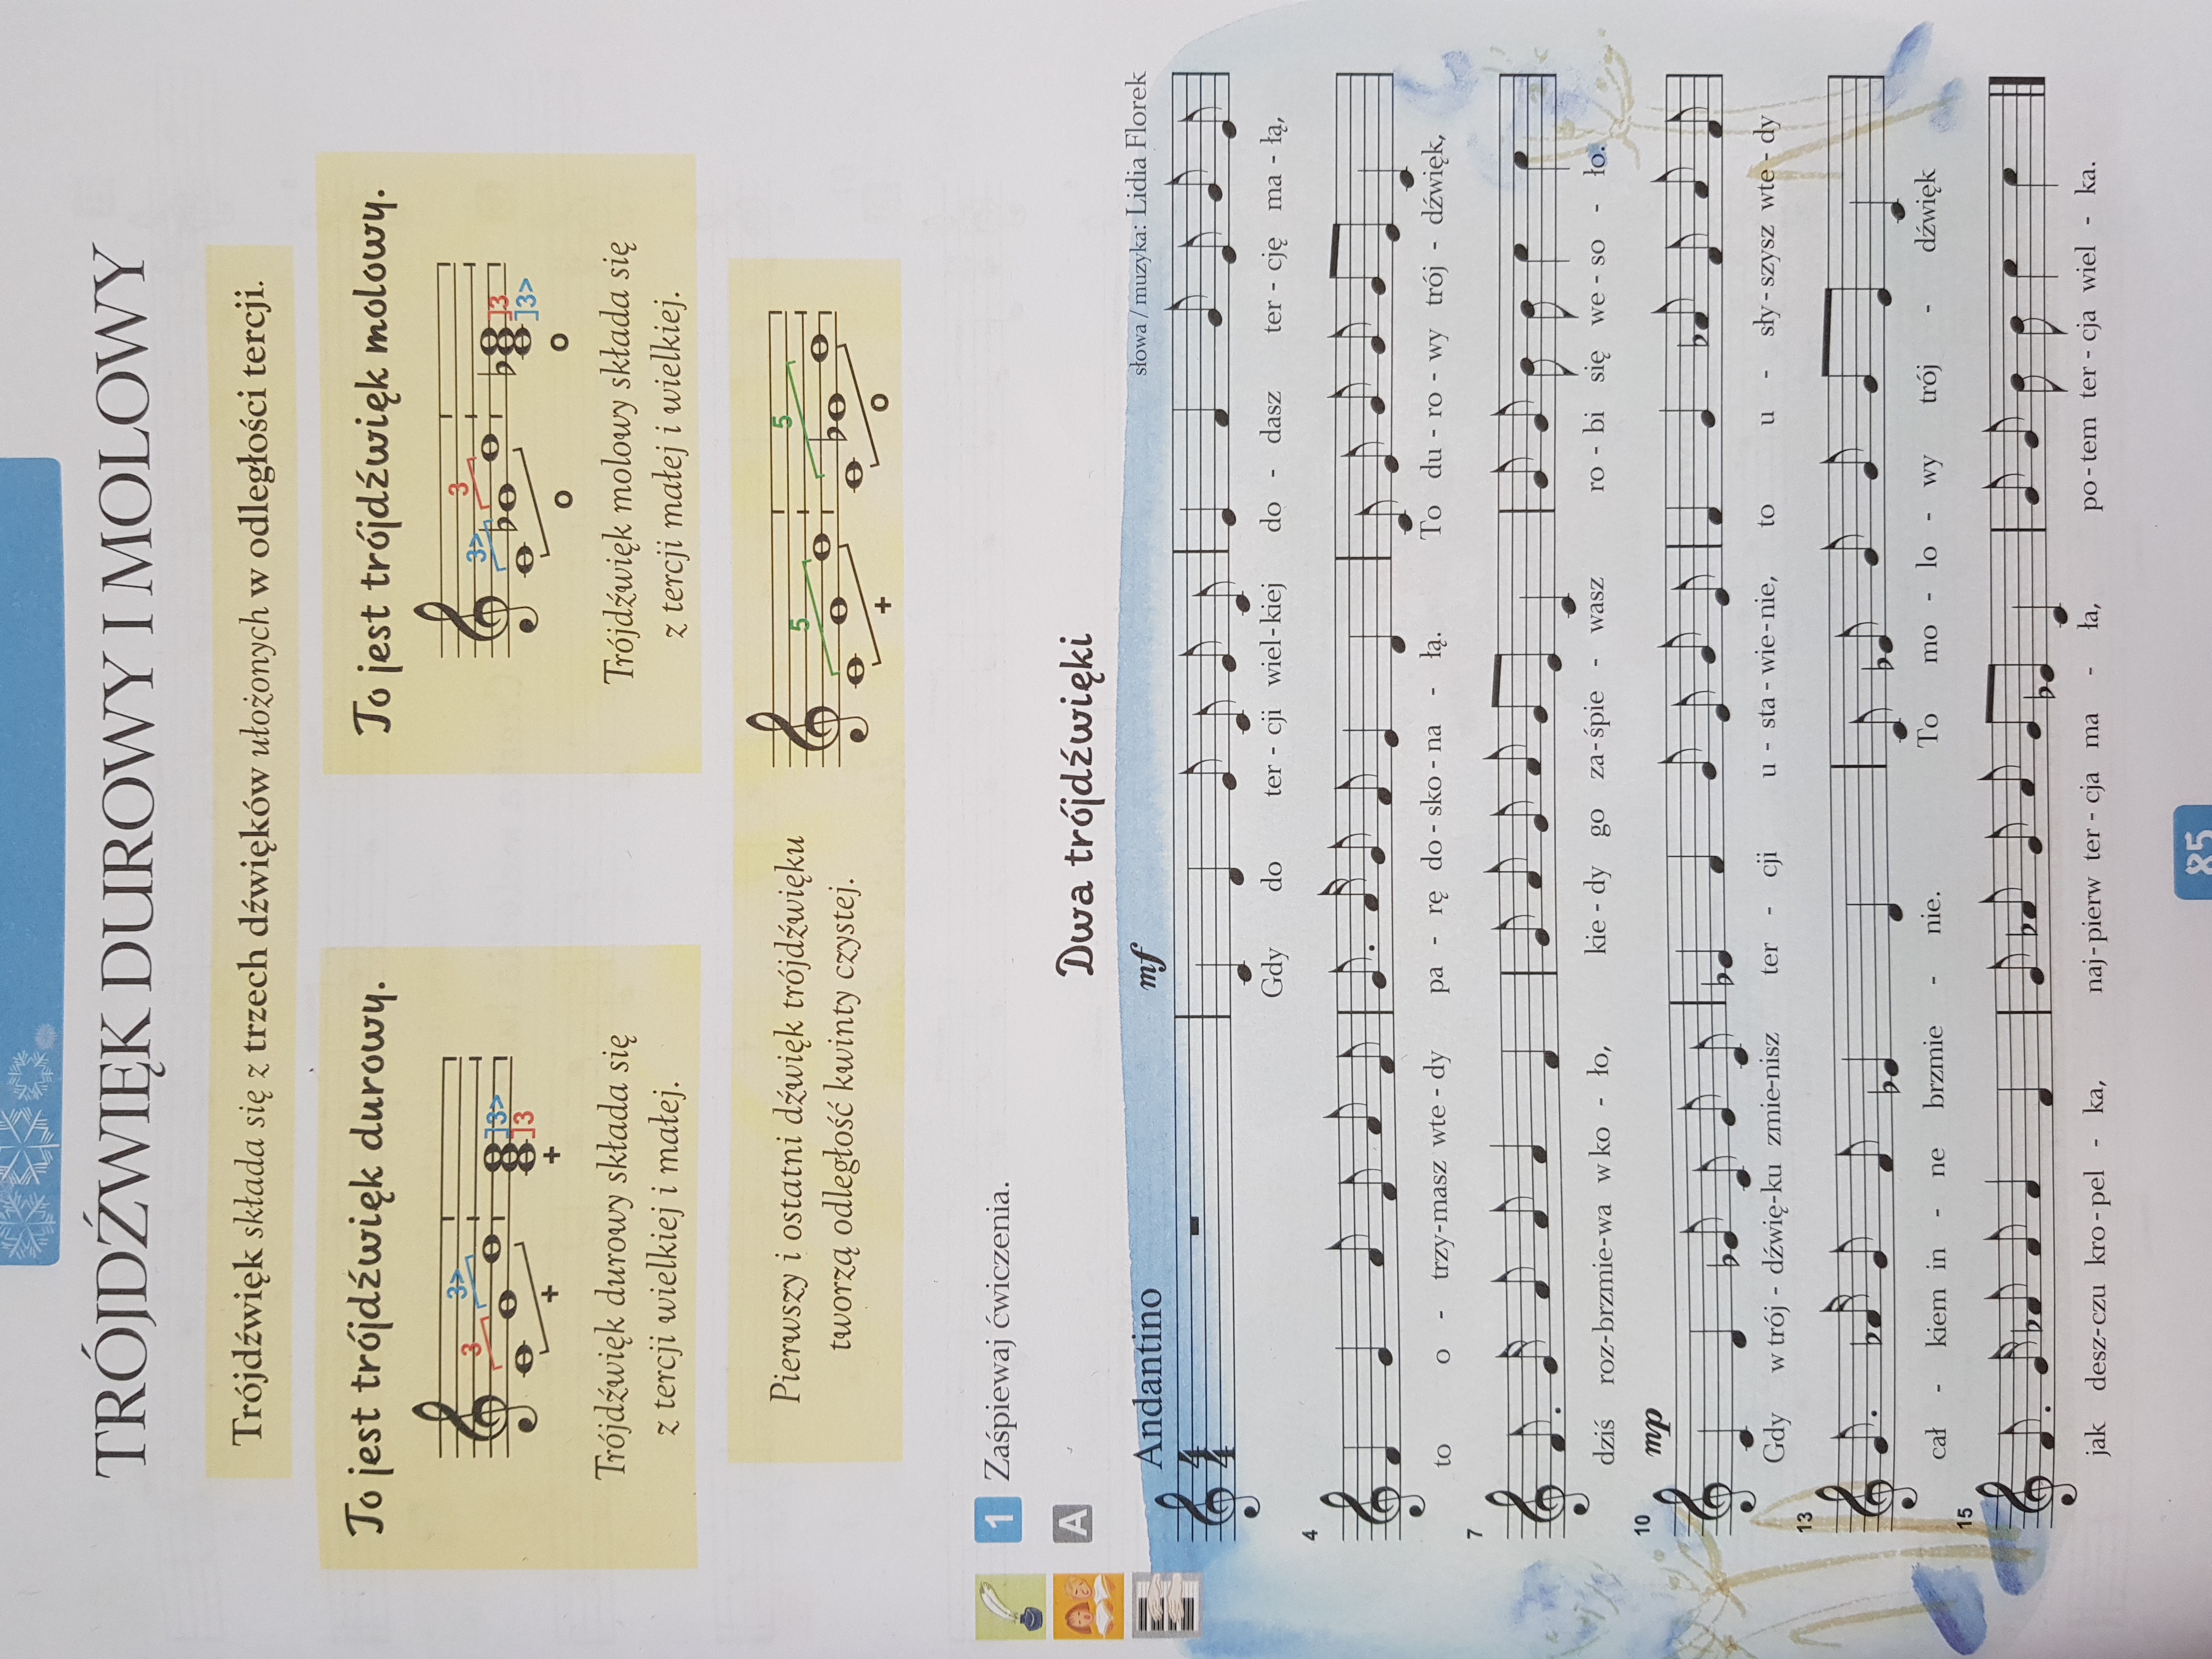 TRÓJDŹWIĘK DUROWY I MOLOWY
Trójdźwięk składa się z trzech dźwięków ułożonych w odległości tercji.
To jest trójdźwięk durowy.
3 3> ]3> ]3
+ +
Trójdźwięk durowy składa się
z tercji wielkiej i małej.
To jest trójdźwięk molowy.
3> 3 ]3 ]3>
o o
Trójdźwięk molowy składa się
z tercji małej i wielkiej.
Pierwszy i ostatni dźwięk trójdźwięku
tworzą odległość kwinty czystej.
5 5
+ o
1 Zaśpiewaj ćwiczenia.
A
Dwa trójdźwięki
słowa / muzyka: Lidia Florek
Andantino
mf
4
4
Gdy do ter - cji wiel - kiej do - dasz ter - cję ma - łą,
4
to o - trzy-masz wte - dy pa - rę do - sko - na - łą. To du - ro - wy trój - dźwięk,
7
dziś roz-brzmie-wa w ko - ło, kie - dy go za - śpie - wasz ro - bi się we - so - ło.
10
mp
Gdy w trój - dźwię-ku zmie-nisz ter - cji u - sta - wie - nie, to u - sły - szysz wte - dy
13
cał - kiem in - ne brzmie - nie. To mo - lo - wy trój - dźwięk
15
jak desz-czu kro - pel - ka, naj - pierw ter - cja ma - ła, po - tem ter - cja wiel - ka.
85